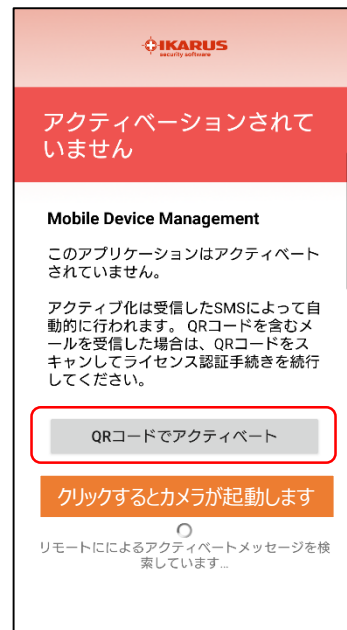 IKARUS
security software
アクティベーションされて
いません
Mobile Device Management
このアプリケーションはアクティベート
されていません。
アクティブ化は受信したSMSによって自
動的に行われます。 QRコードを含むメ
ールを受信した場合は、QRコードをス
キャンしてライセンス認証手続きを続行
してください。
QRコードでアクティベート
クリックするとカメラが起動します
リモートにによるアクティベートメッセージを検
索しています...